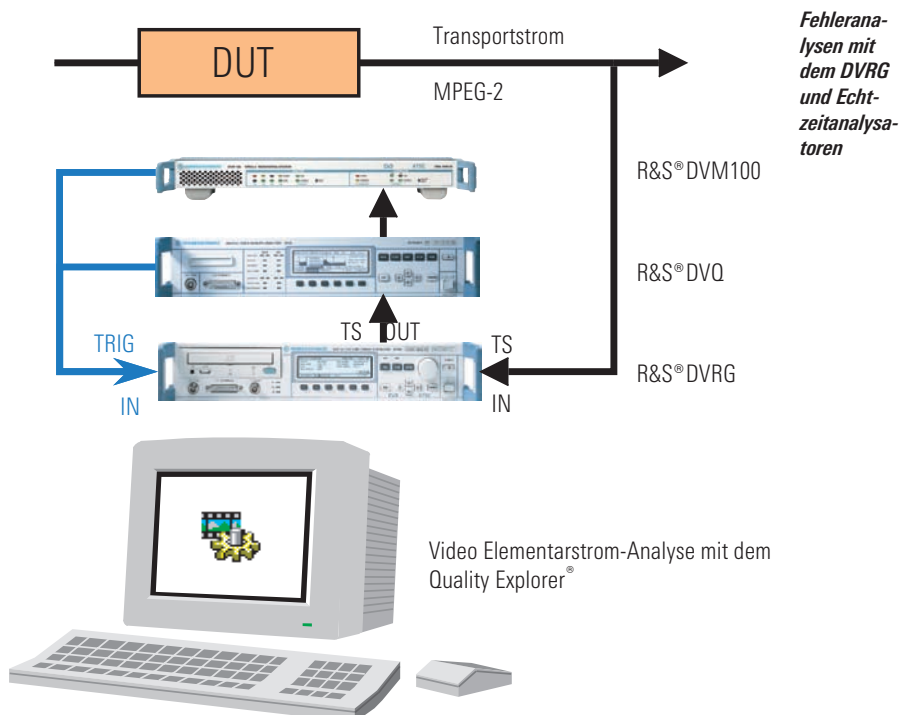 DUT
Transportstrom
MPEG-2
Fehlerana-
lysen mit
dem DVRG
und Echt-
zeitanalysa-
toren
R&S®DVM100
R&S®DVQ
TS OUT
TRIG
IN
TS
IN
R&S®DVRG
Video Elementarstrom-Analyse mit dem
Quality Explorer®